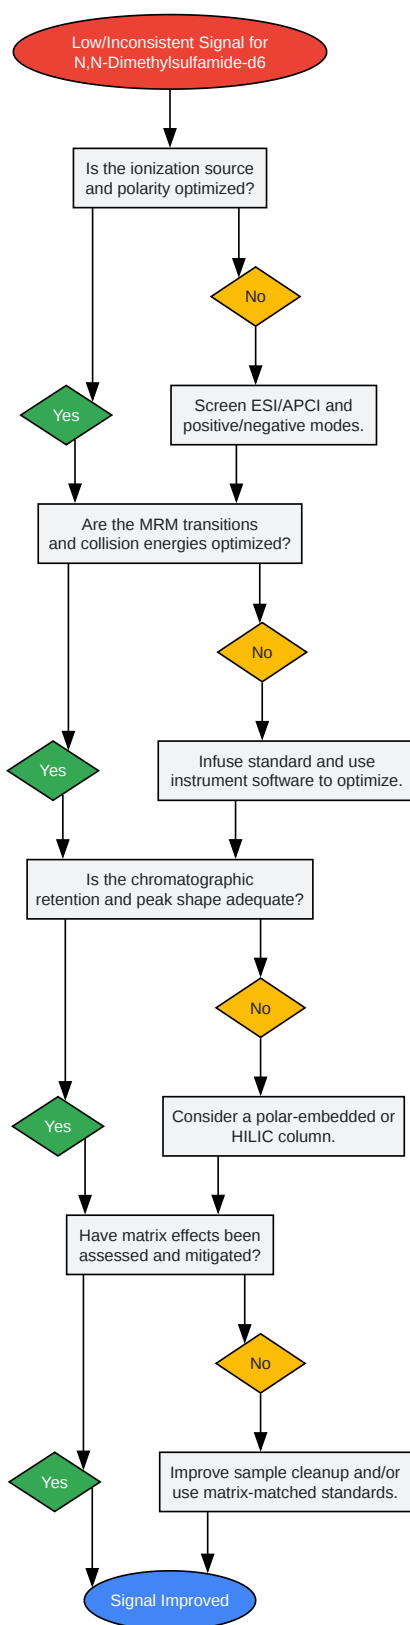 Low/Inconsistent Signal for
N,N-Dimethylsulfamide-d6
Is the ionization source
and polarity optimized?
No
Yes
Screen ESI/APCI and
positive/negative modes.
Are the MRM transitions
and collision energies optimized?
No
Yes
Infuse standard and use
instrument software to optimize.
Is the chromatographic
retention and peak shape adequate?
No
Yes
Consider a polar-embedded or
HILIC column.
Have matrix effects been
assessed and mitigated?
No
Yes
Improve sample cleanup and/or
use matrix-matched standards.
Signal Improved